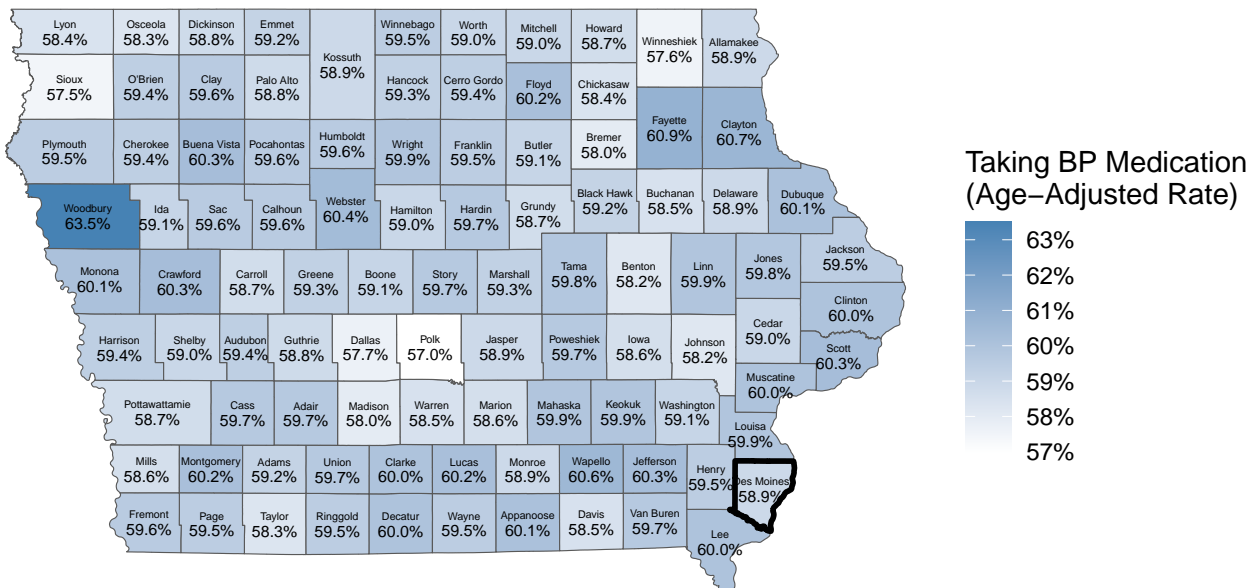 Lyon
58.4%
Osceola
58.3%
Dickinson
58.8%
Emmet
59.2%
Kossuth
58.9%
Winnebago
59.5%
Worth
59.0%
Mitchell
59.0%
Howard
58.7%
Winneshiek
57.6%
Allamakee
58.9%
Sioux
57.5%
O'Brien
59.4%
Clay
59.6%
Palo Alto
58.8%
Hancock
59.3%
Cerro Gordo
59.4%
Floyd
60.2%
Chickasaw
58.4%
Fayette
60.9%
Clayton
60.7%
Plymouth
59.5%
Cherokee
59.4%
Buena Vista
60.3%
Pocahontas
59.6%
Humboldt
59.6%
Wright
59.9%
Franklin
59.5%
Butler
59.1%
Bremer
58.0%
Woodbury
63.5%
Ida
59.1%
Sac
59.6%
Calhoun
59.6%
Webster
60.4%
Hamilton
59.0%
Hardin
59.7%
Grundy
58.7%
Black Hawk
59.2%
Buchanan
58.5%
Delaware
58.9%
Dubuque
60.1%
Monona
60.1%
Crawford
60.3%
Carroll
58.7%
Greene
59.3%
Boone
59.1%
Story
59.7%
Marshall
59.3%
Tama
59.8%
Benton
58.2%
Linn
59.9%
Jones
59.8%
Jackson
59.5%
Clinton
60.0%
Harrison
59.4%
Shelby
59.0%
Audubon
59.4%
Guthrie
58.8%
Dallas
57.7%
Polk
57.0%
Jasper
58.9%
Poweshiek
59.7%
Iowa
58.6%
Johnson
58.2%
Cedar
59.0%
Scott
60.3%
Muscatine
60.0%
Pottawattamie
58.7%
Cass
59.7%
Adair
59.7%
Madison
58.0%
Warren
58.5%
Marion
58.6%
Mahaska
59.9%
Keokuk
59.9%
Washington
59.1%
Louisa
59.9%
Mills
58.6%
Montgomery
60.2%
Adams
59.2%
Union
59.7%
Clarke
60.0%
Lucas
60.2%
Monroe
58.9%
Wapello
60.6%
Jefferson
60.3%
Henry
59.5%
Des Moines
58.9%
Fremont
59.6%
Page
59.5%
Taylor
58.3%
Ringgold
59.5%
Decatur
60.0%
Wayne
59.5%
Appanoose
60.1%
Davis
58.5%
Van Buren
59.7%
Lee
60.0%
Taking BP Medication
(Age−Adjusted Rate)
63%
62%
61%
60%
59%
58%
57%